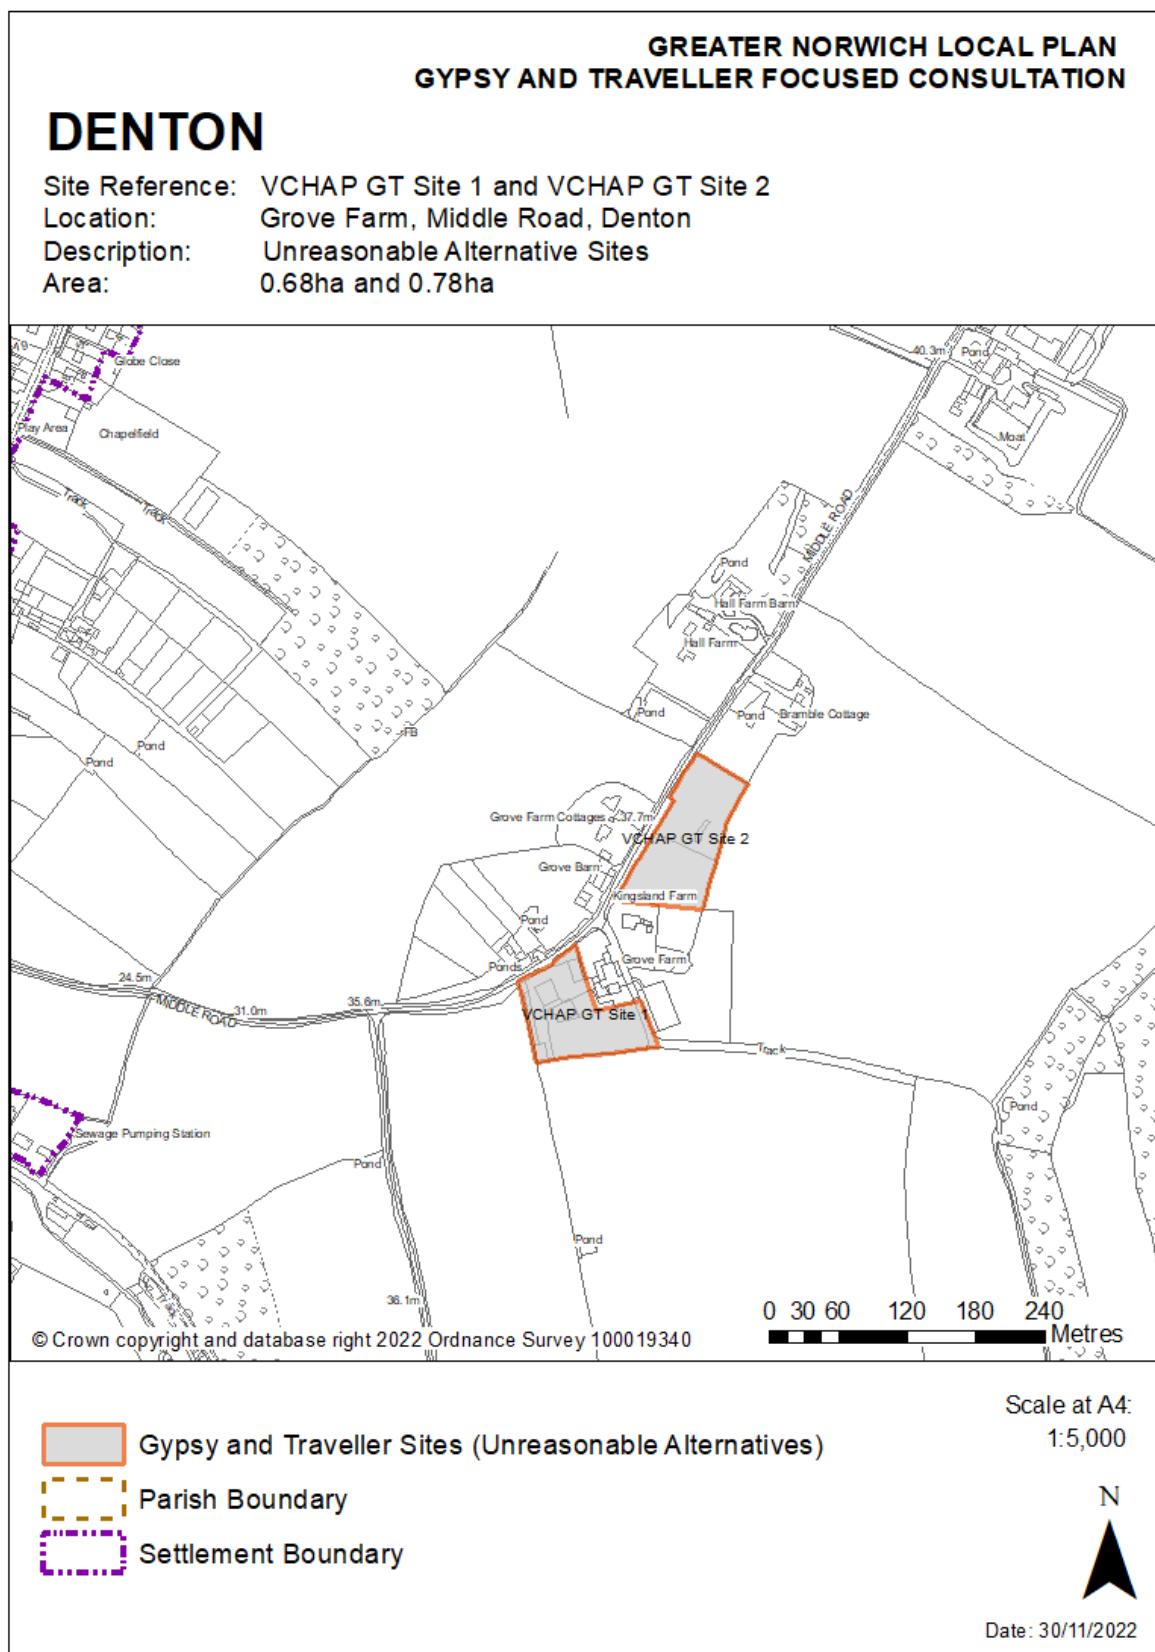 GREATER NORWICH LOCAL PLAN
GYPSY AND TRAVELLER FOCUSED CONSULTATION
DENTON
Site Reference: VCHAP GT Site 1 and VCHAP GT Site 2
Location: Grove Farm, Middle Road, Denton
Description: Unreasonable Alternative Sites
Area: 0.68ha and 0.78ha
Globe Close
40.3m
Pond
Play Area
Chapelfield
Moat
Track
Track
MIDDLE ROAD
Pond
Hall Farm Barn
Hall Farm
Pond
Pond
Bramble Cottage
FB
Pond
Pond
Grove Farm Cottages
37.7m
VCHAP GT Site 2
Grove Barn
Kingsland Farm
Pond
Grove Farm
Ponds
24.5m
MIDDLE ROAD
31.0m
35.6m
VCHAP GT Site 1
Track
Pond
Sewage Pumping Station
Pond
Pond
Track
36.1m
0 30 60 120 180 240
Metres
© Crown copyright and database right 2022 Ordnance Survey 100019340
Scale at A4:
1:5,000
Gypsy and Traveller Sites (Unreasonable Alternatives)
Parish Boundary
Settlement Boundary
N
Date: 30/11/2022